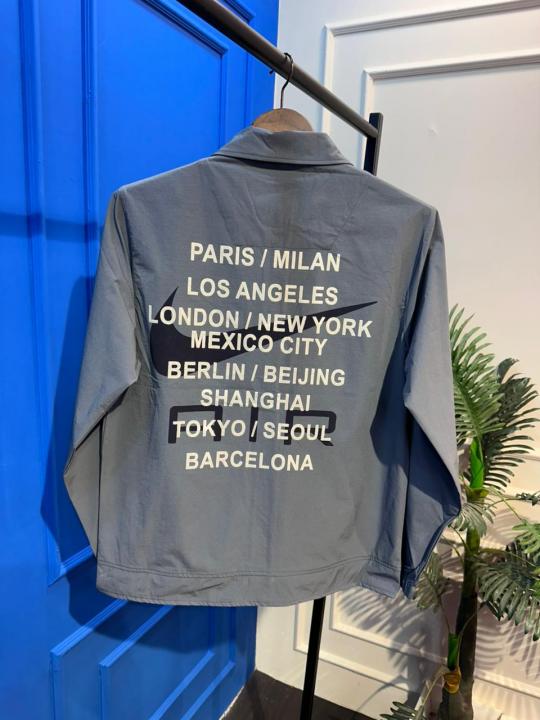 PARIS / MILAN
LOS ANGELES
LONDON / NEW YORK
MEXICO CITY
BERLIN / BEIJING
SHANGHAI
AIR
TOKYO / SEOUL
BARCELONA